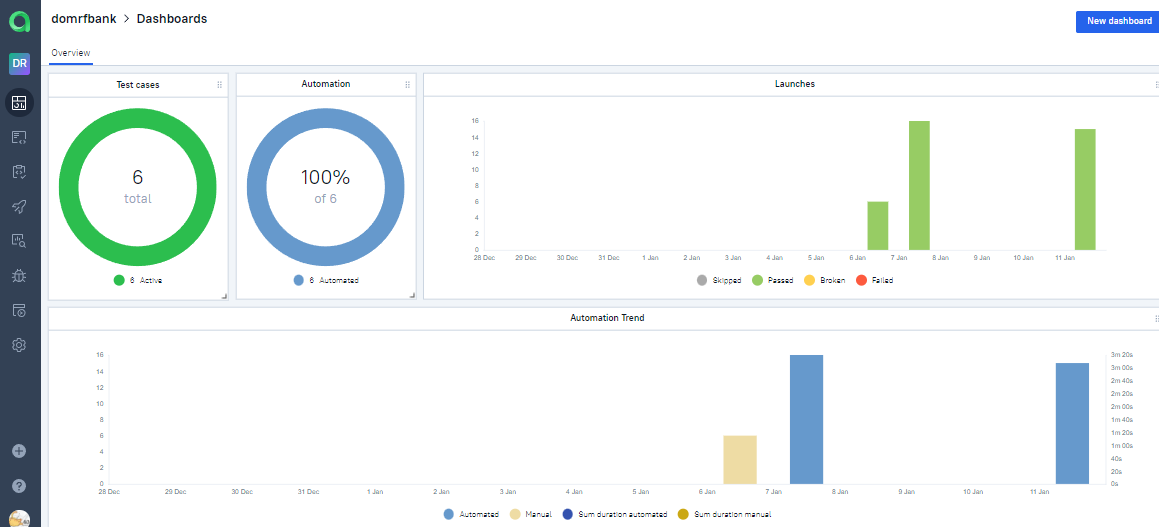 domrfbank > Dashboards
New dashboard
DR
Overview
Test cases
6
total
6 Active
Automation
100%
of 6
6 Automated
Launches
16
14
12
10
8
6
4
2
0
28 Dec 29 Dec 30 Dec 31 Dec 1 Jan 2 Jan 3 Jan 4 Jan 5 Jan 6 Jan 7 Jan 8 Jan 9 Jan 10 Jan 11 Jan
Skipped Passed Broken Failed
Automation Trend
16
14
12
10
8
6
4
2
0
3m 20s
3m 00s
2m 40s
2m 20s
2m 00s
1m 40s
1m 20s
1m 00s
40s
20s
0s
28 Dec 29 Dec 30 Dec 31 Dec 1 Jan 2 Jan 3 Jan 4 Jan 5 Jan 6 Jan 7 Jan 8 Jan 9 Jan 10 Jan 11 Jan
Automated Manual Sum duration automated Sum duration manual